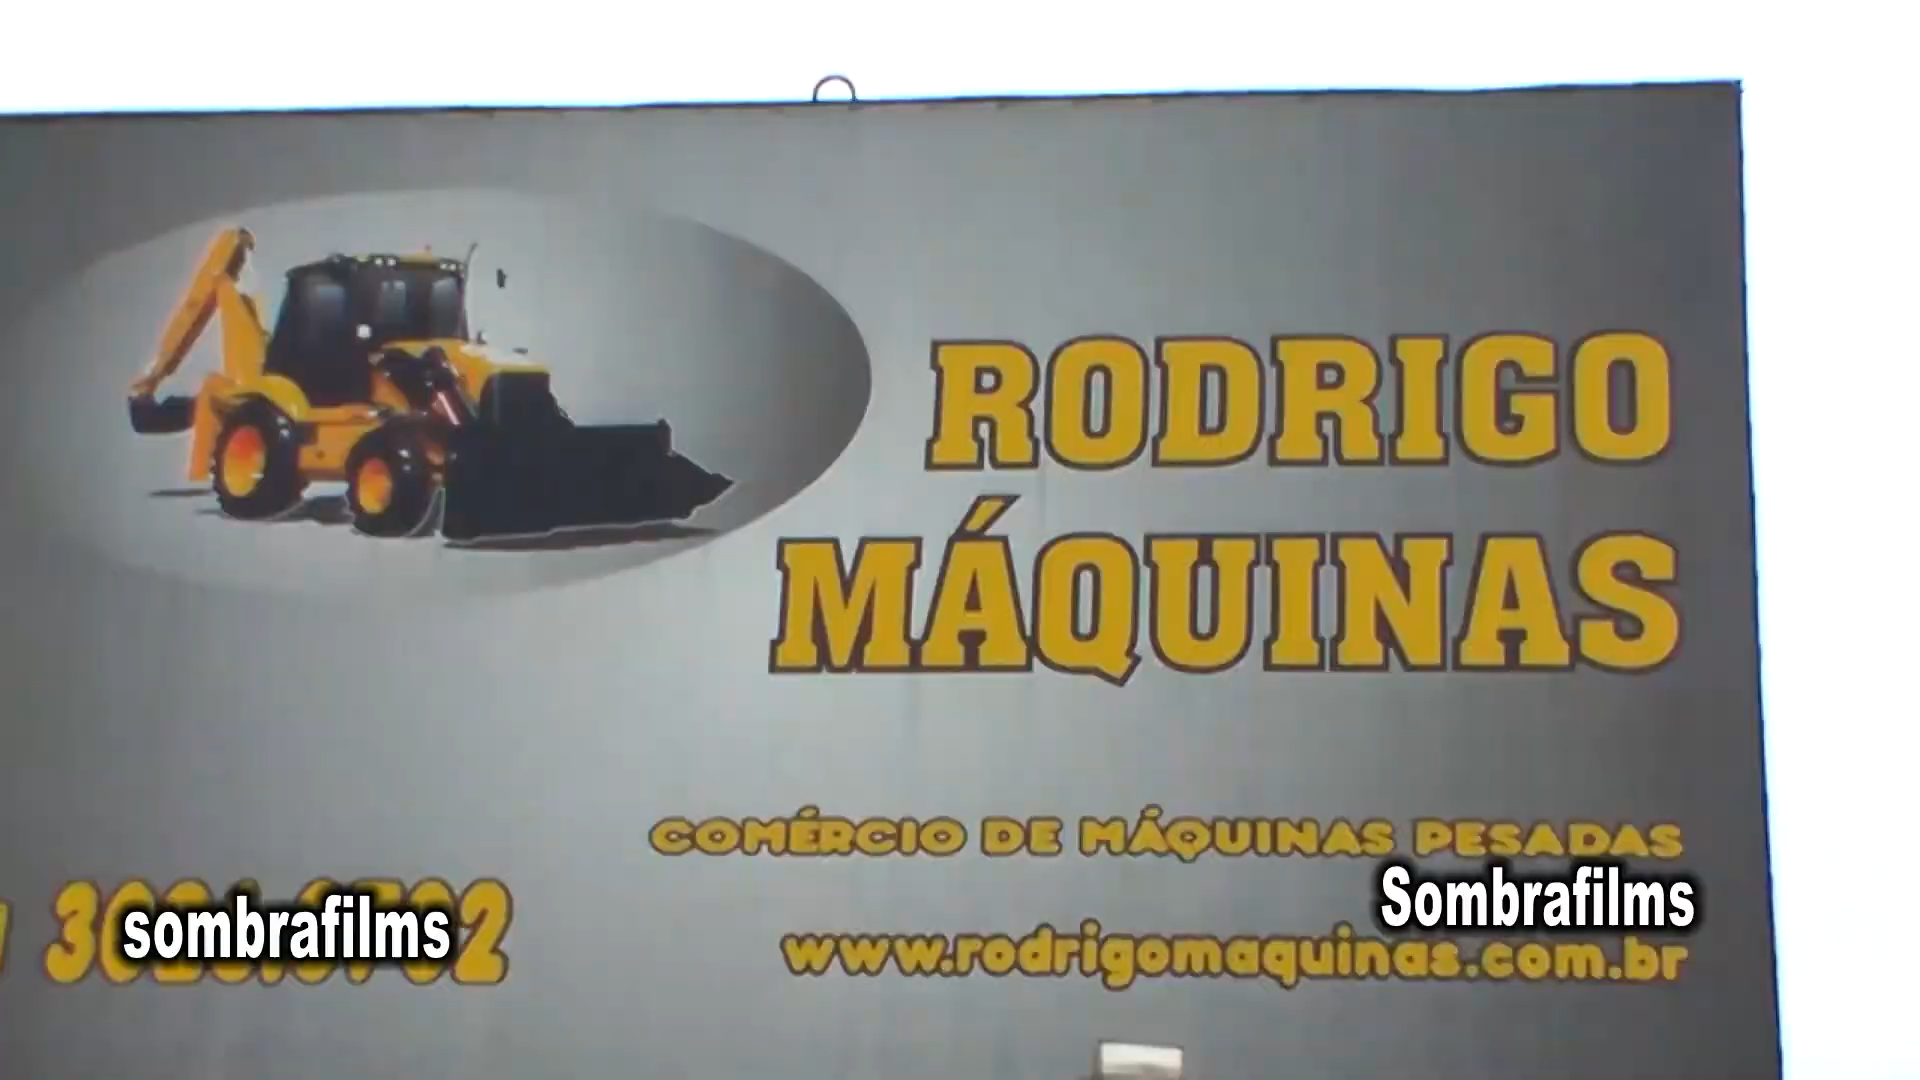 RODRIGO
MÁQUINAS
COMÉRCIO DE MÁQUINAS PESADAS
Sombrafilms
sombrafilms
www.rodrigomaquinas.com.br